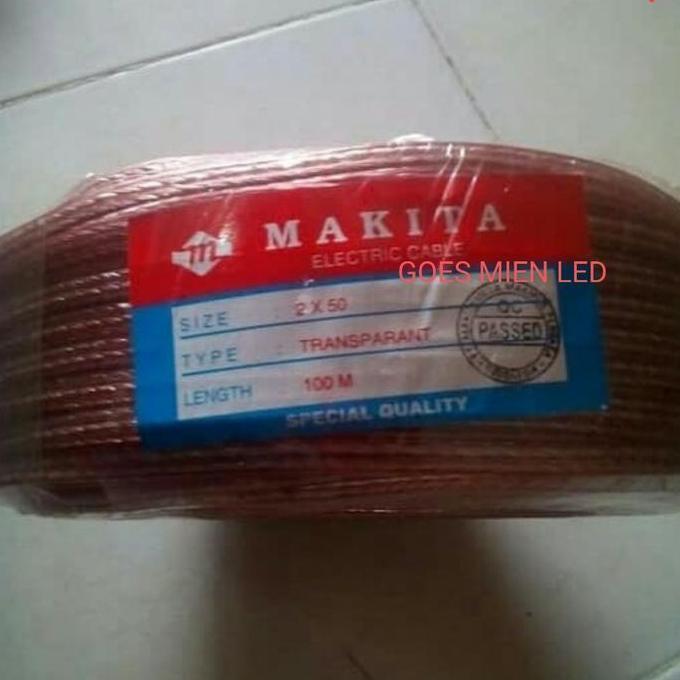 m
MAKITA
ELECTRIC CABLE
GOES MIEN LED
SIZE : 2 X 50
TYPE : TRANSPARANT
LENGTH : 100 M
QC
PASSED
SPECIAL QUALITY